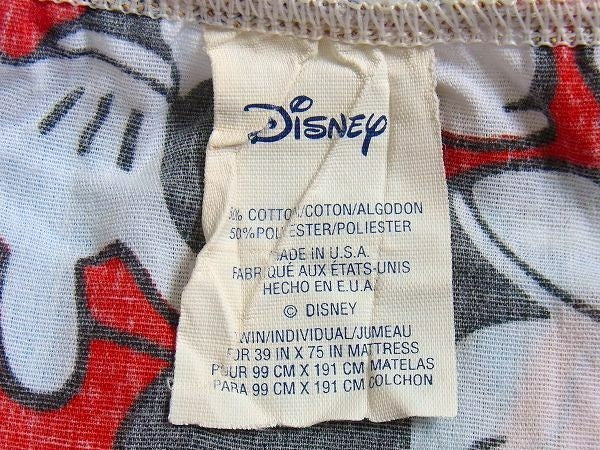 Disney
50% COTTON/COTON/ALGODON
50% POLYESTER/POLIESTER
MADE IN U.S.A.
FABRIQUÉ AUX ÉTATS-UNIS
HECHO EN E.U.A.
© DISNEY
TWIN/INDIVIDUAL/JUMEAU
FOR 39 IN X 75 IN MATTRESS
POUR 99 CM X 191 CM MATELAS
PARA 99 CM X 191 CM COLCHON